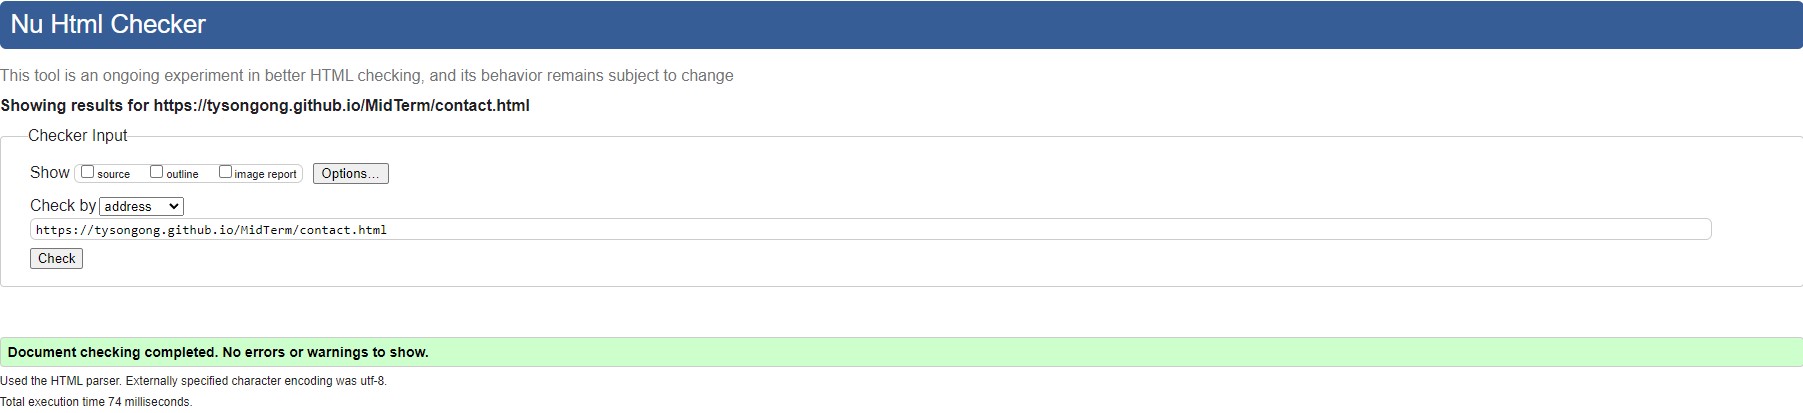 Nu Html Checker
This tool is an ongoing experiment in better HTML checking, and its behavior remains subject to change
Showing results for https://tysongong.github.io/MidTerm/contact.html
Checker Input
Show source outline image report Options...
Check by address
https://tysongong.github.io/MidTerm/contact.html
Check
Document checking completed. No errors or warnings to show.
Used the HTML parser. Externally specified character encoding was utf-8.
Total execution time 74 milliseconds.